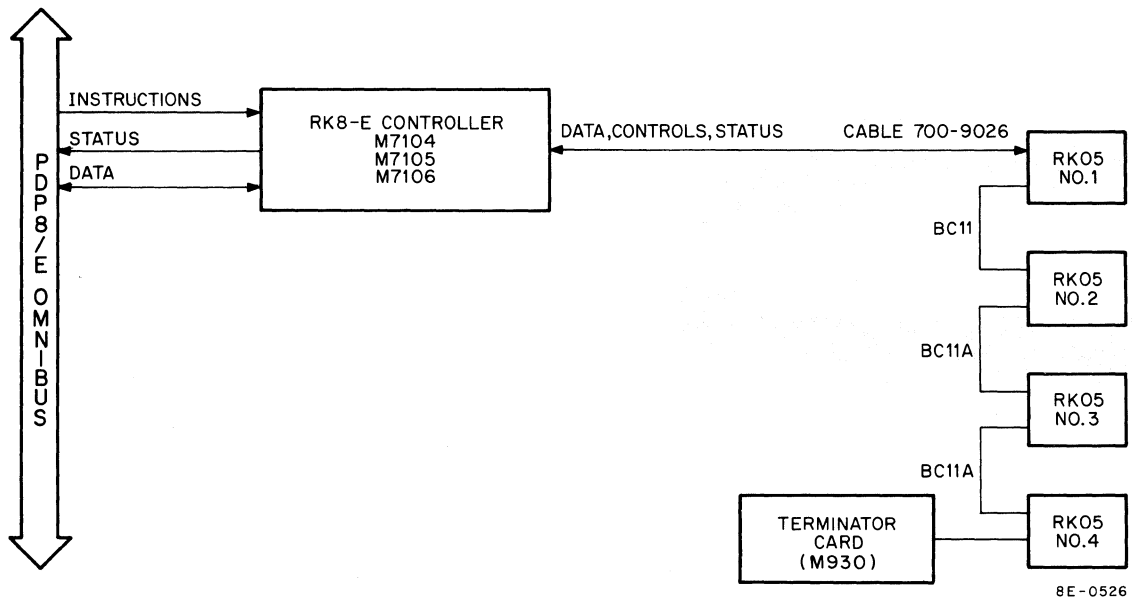 PDP8/E OMNIBUS
INSTRUCTIONS
STATUS
DATA
RK8-E CONTROLLER
M7104
M7105
M7106
DATA,CONTROLS,STATUS
CABLE 700-9026
RK05
NO.1
BC11
RK05
NO.2
BC11A
RK05
NO.3
BC11A
RK05
NO.4
TERMINATOR
CARD
(M930)
8E-0526